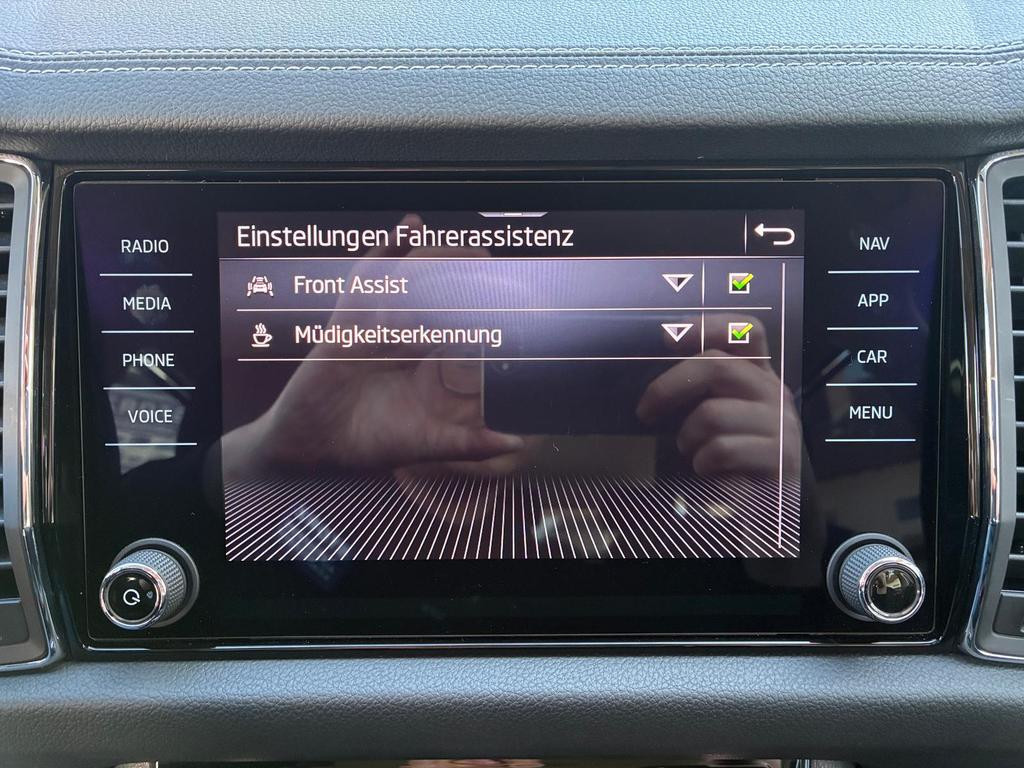 Einstellungen Fahrerassistenz
Front Assist
Müdigkeitserkennung
RADIO
MEDIA
PHONE
VOICE
NAV
APP
CAR
MENU